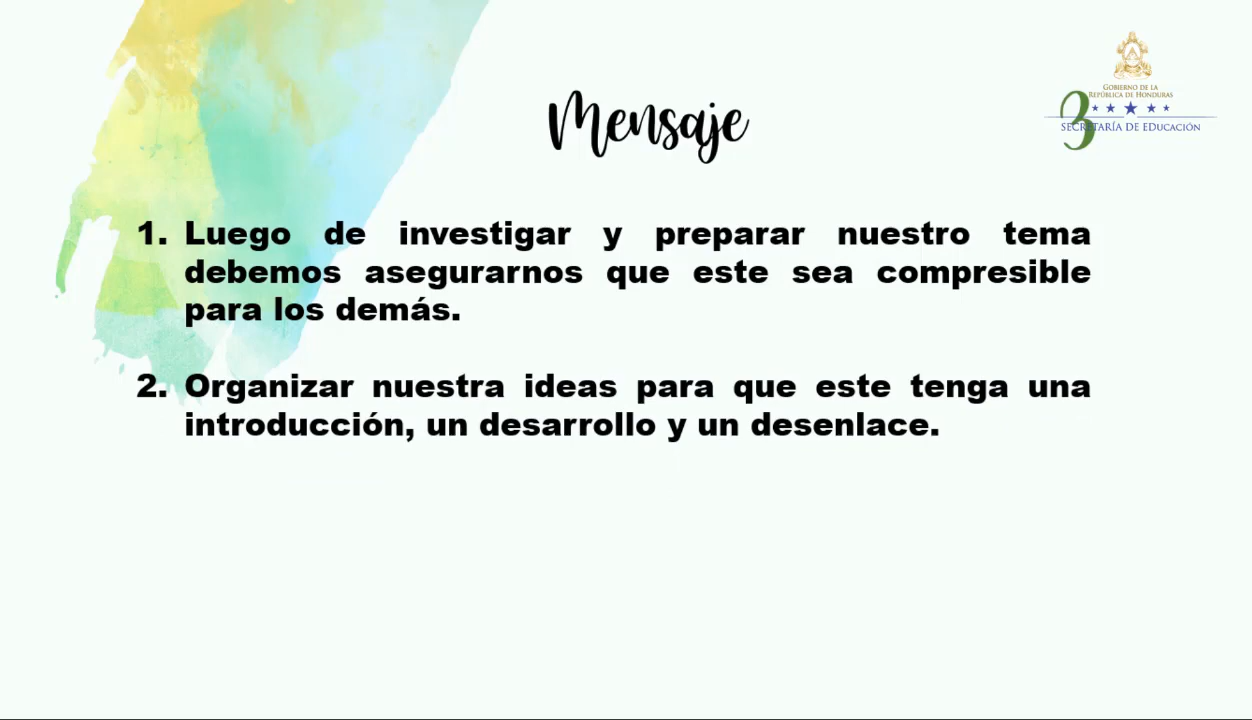 Mensaje
GOBIERNO DE LA
REPÚBLICA DE HONDURAS
3
SECRETARÍA DE EDUCACIÓN
1. Luego de investigar y preparar nuestro tema
debemos asegurarnos que este sea compresible
para los demás.
2. Organizar nuestra ideas para que este tenga una
introducción, un desarrollo y un desenlace.